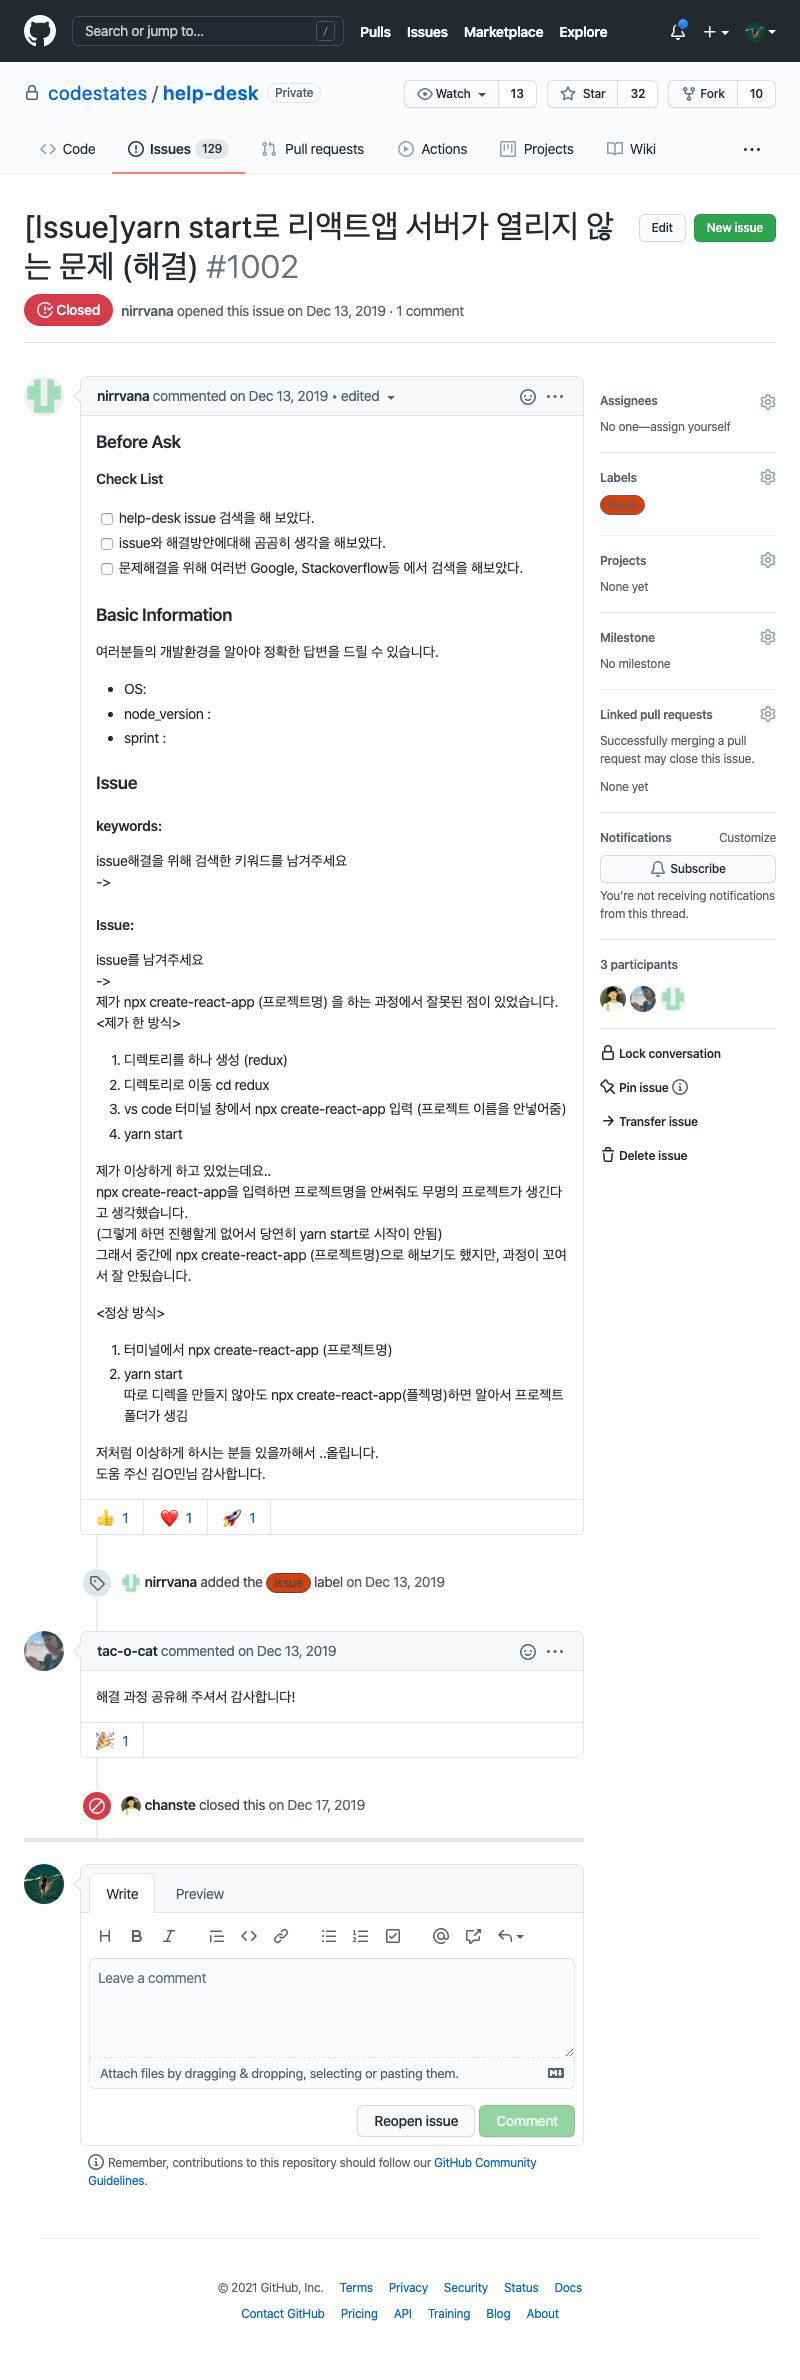 Search or jump to... /
Pulls Issues Marketplace Explore
codestates / help-desk Private
Watch 13 Star 32 Fork 10
Code Issues 129 Pull requests Actions Projects Wiki ...
[Issue]yarn start로 리액트앱 서버가 열리지 않
는 문제 (해결) #1002
Edit New issue
Closed nirrvana opened this issue on Dec 13, 2019 · 1 comment
nirrvana commented on Dec 13, 2019 • edited
Before Ask
Check List
help-desk issue 검색을 해 보았다.
issue와 해결방안에대해 곰곰히 생각을 해보았다.
문제해결을 위해 여러번 Google, Stackoverflow등 에서 검색을 해보았다.
Basic Information
여러분들의 개발환경을 알아야 정확한 답변을 드릴 수 있습니다.
• OS:
• node_version :
• sprint :
Issue
keywords:
issue해결을 위해 검색한 키워드를 남겨주세요
->
Issue:
issue를 남겨주세요
->
제가 npx create-react-app (프로젝트명) 을 하는 과정에서 잘못된 점이 있었습니다.
<제가 한 방식>
1. 디렉토리를 하나 생성 (redux)
2. 디렉토리로 이동 cd redux
3. vs code 터미널 창에서 npx create-react-app 입력 (프로젝트 이름을 안넣어줌)
4. yarn start
제가 이상하게 하고 있었는데요..
npx create-react-app을 입력하면 프로젝트명을 안써줘도 무명의 프로젝트가 생긴다
고 생각했습니다.
(그렇게 하면 진행할게 없어서 당연히 yarn start로 시작이 안됨)
그래서 중간에 npx create-react-app (프로젝트명)으로 해보기도 했지만, 과정이 꼬여
서 잘 안됬습니다.
<정상 방식>
1. 터미널에서 npx create-react-app (프로젝트명)
2. yarn start
따로 디렉을 만들지 않아도 npx create-react-app(플젝명)하면 알아서 프로젝트
폴더가 생김
저처럼 이상하게 하시는 분들 있을까해서 ..올립니다.
도움 주신 김O민님 감사합니다.
👍 1 ❤️ 1 🚀 1
nirrvana added the issue label on Dec 13, 2019
tac-o-cat commented on Dec 13, 2019
해결 과정 공유해 주셔서 감사합니다!
🎉 1
chanste closed this on Dec 17, 2019
Write Preview
Leave a comment
Attach files by dragging & dropping, selecting or pasting them.
Reopen issue Comment
Remember, contributions to this repository should follow our GitHub Community
Guidelines.
Assignees
No one—assign yourself
Labels
issue
Projects
None yet
Milestone
No milestone
Linked pull requests
Successfully merging a pull
request may close this issue.
None yet
Notifications Customize
Subscribe
You're not receiving notifications
from this thread.
3 participants
Lock conversation
Pin issue
Transfer issue
Delete issue
© 2021 GitHub, Inc. Terms Privacy Security Status Docs
Contact GitHub Pricing API Training Blog About